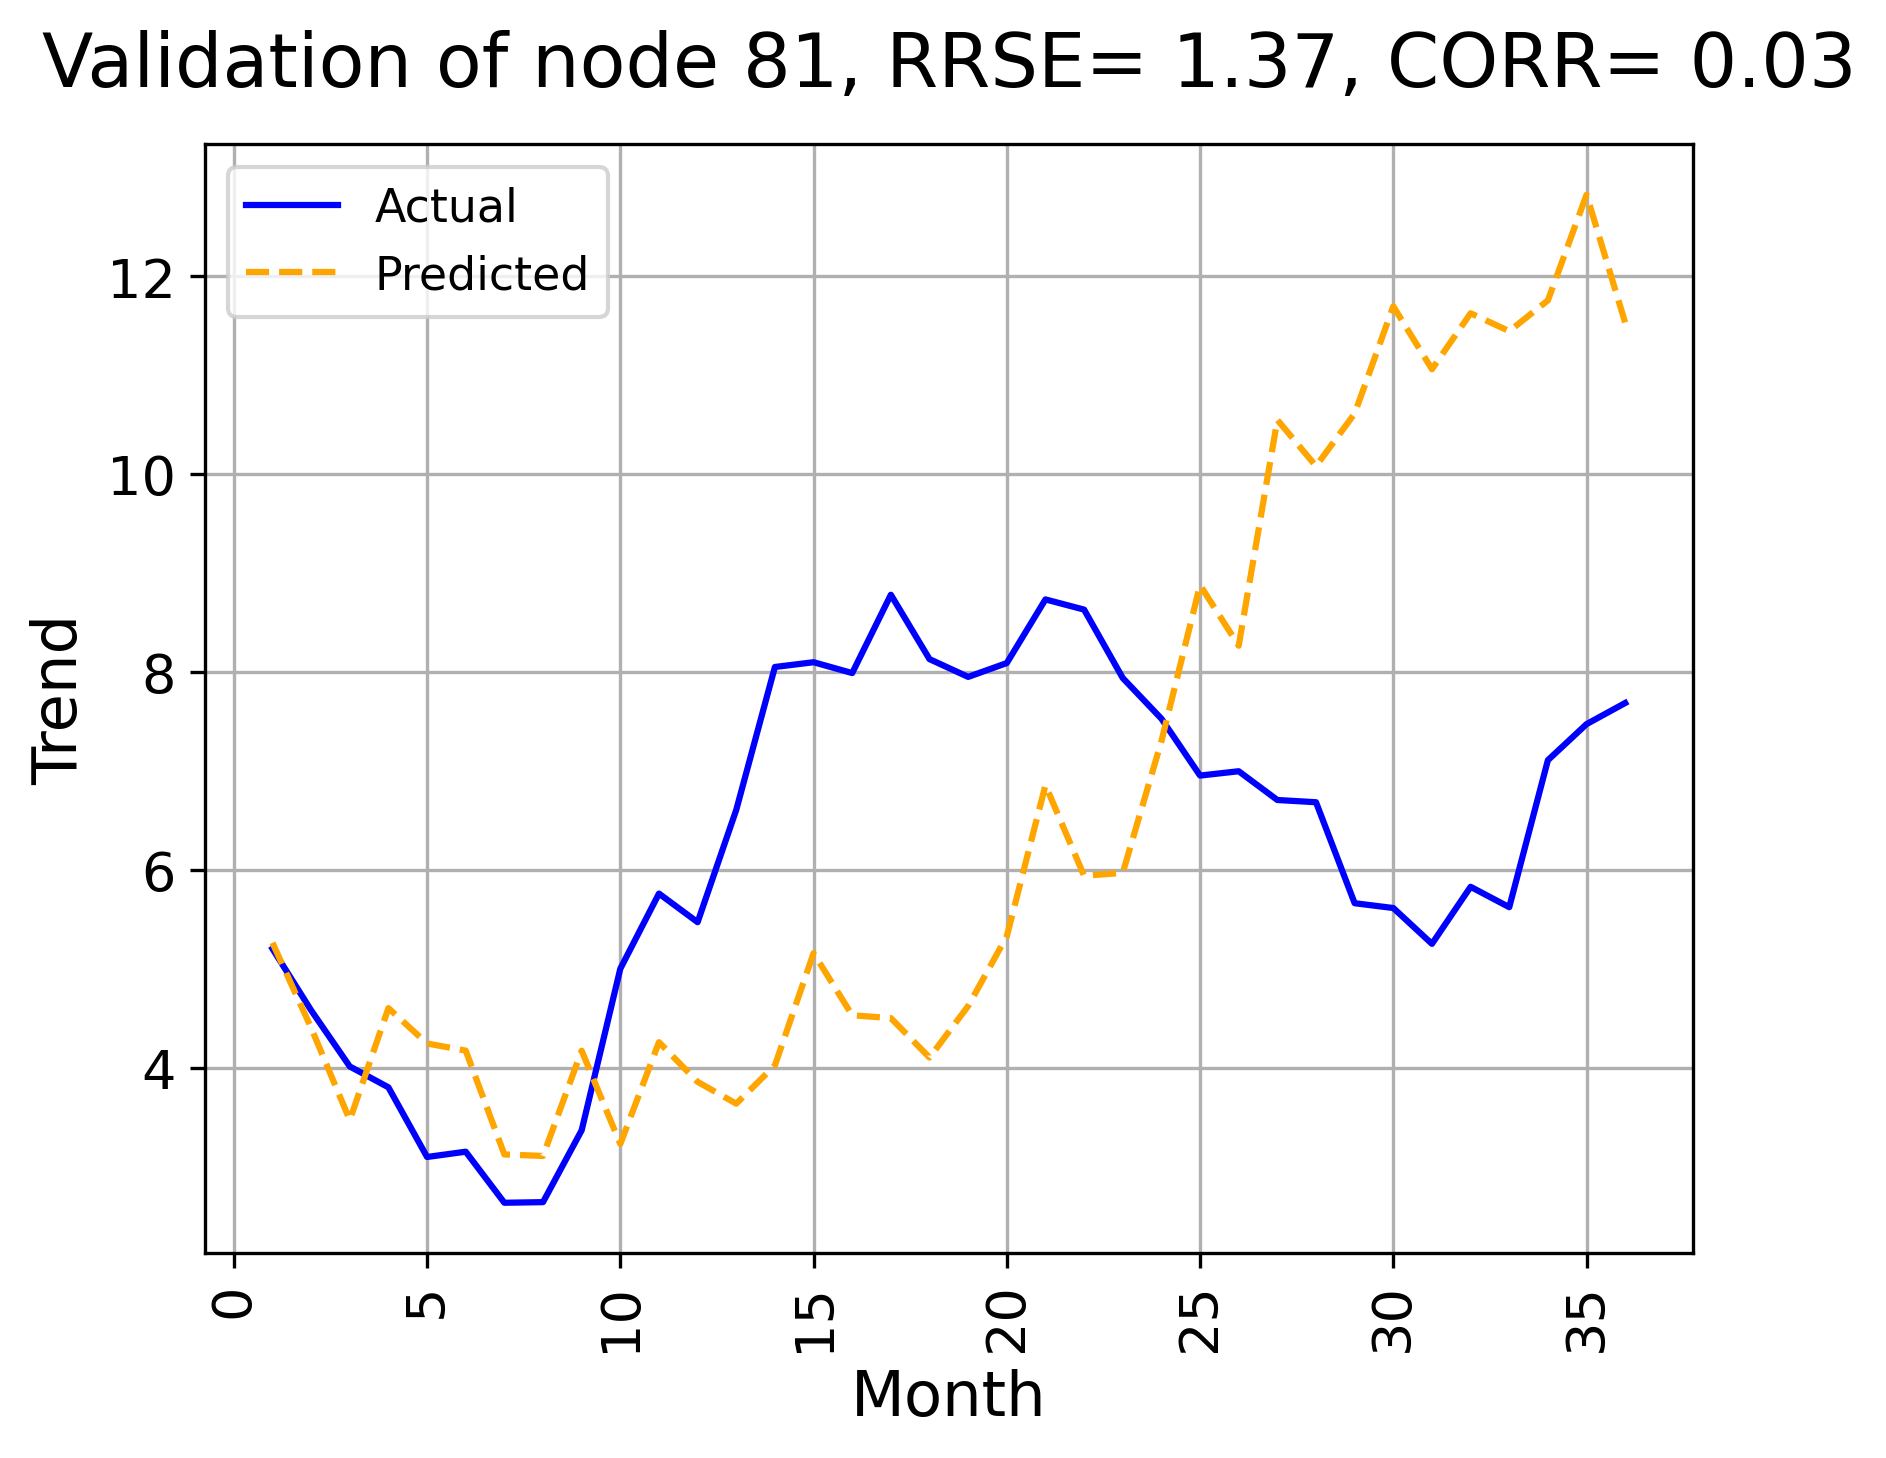 Validation of node 81, RRSE= 1.37, CORR= 0.03
Actual
Predicted
Trend
12
10
8
6
4
0
5
10
15
20
25
30
35
Month